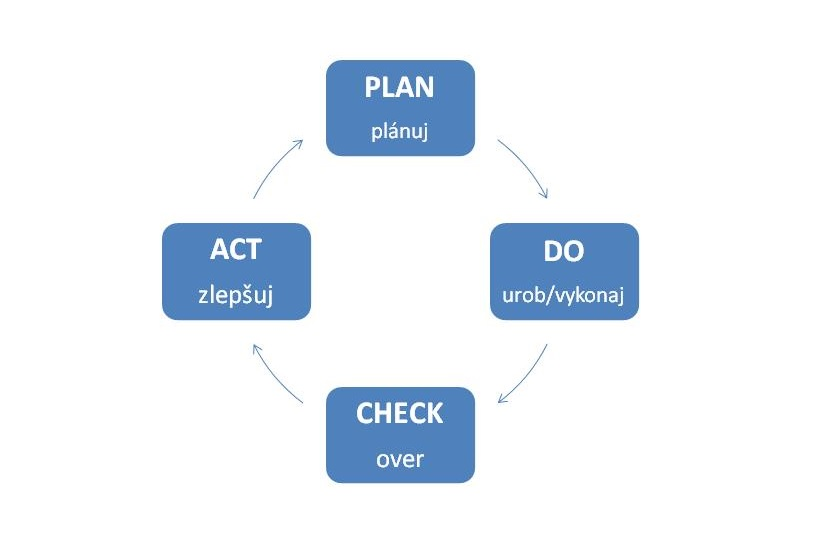 PLAN
plánuj
DO
urob/vykonaj
CHECK
over
ACT
zlepšuj